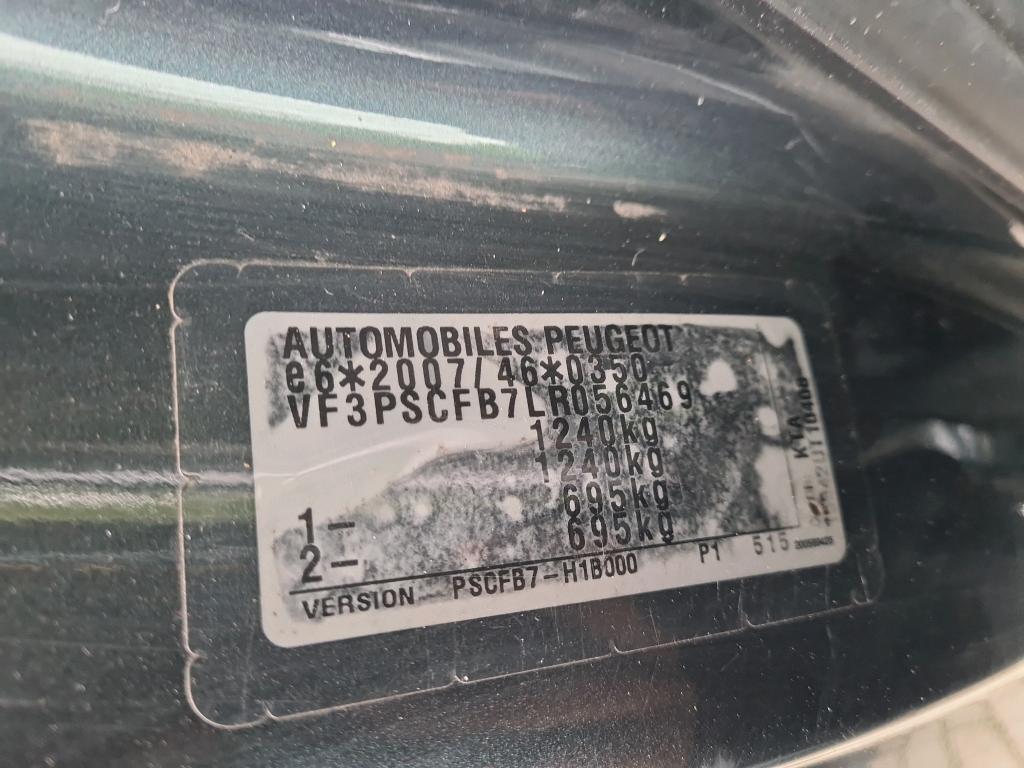 AUTOMOBILES PEUGEOT
e6*2007/46*0350
VF3PSCFB7LR056469
1240kg
1240kg
1- 695kg
2- 695kg
VERSION PSCFB7-H1B000 P1 515
KTA